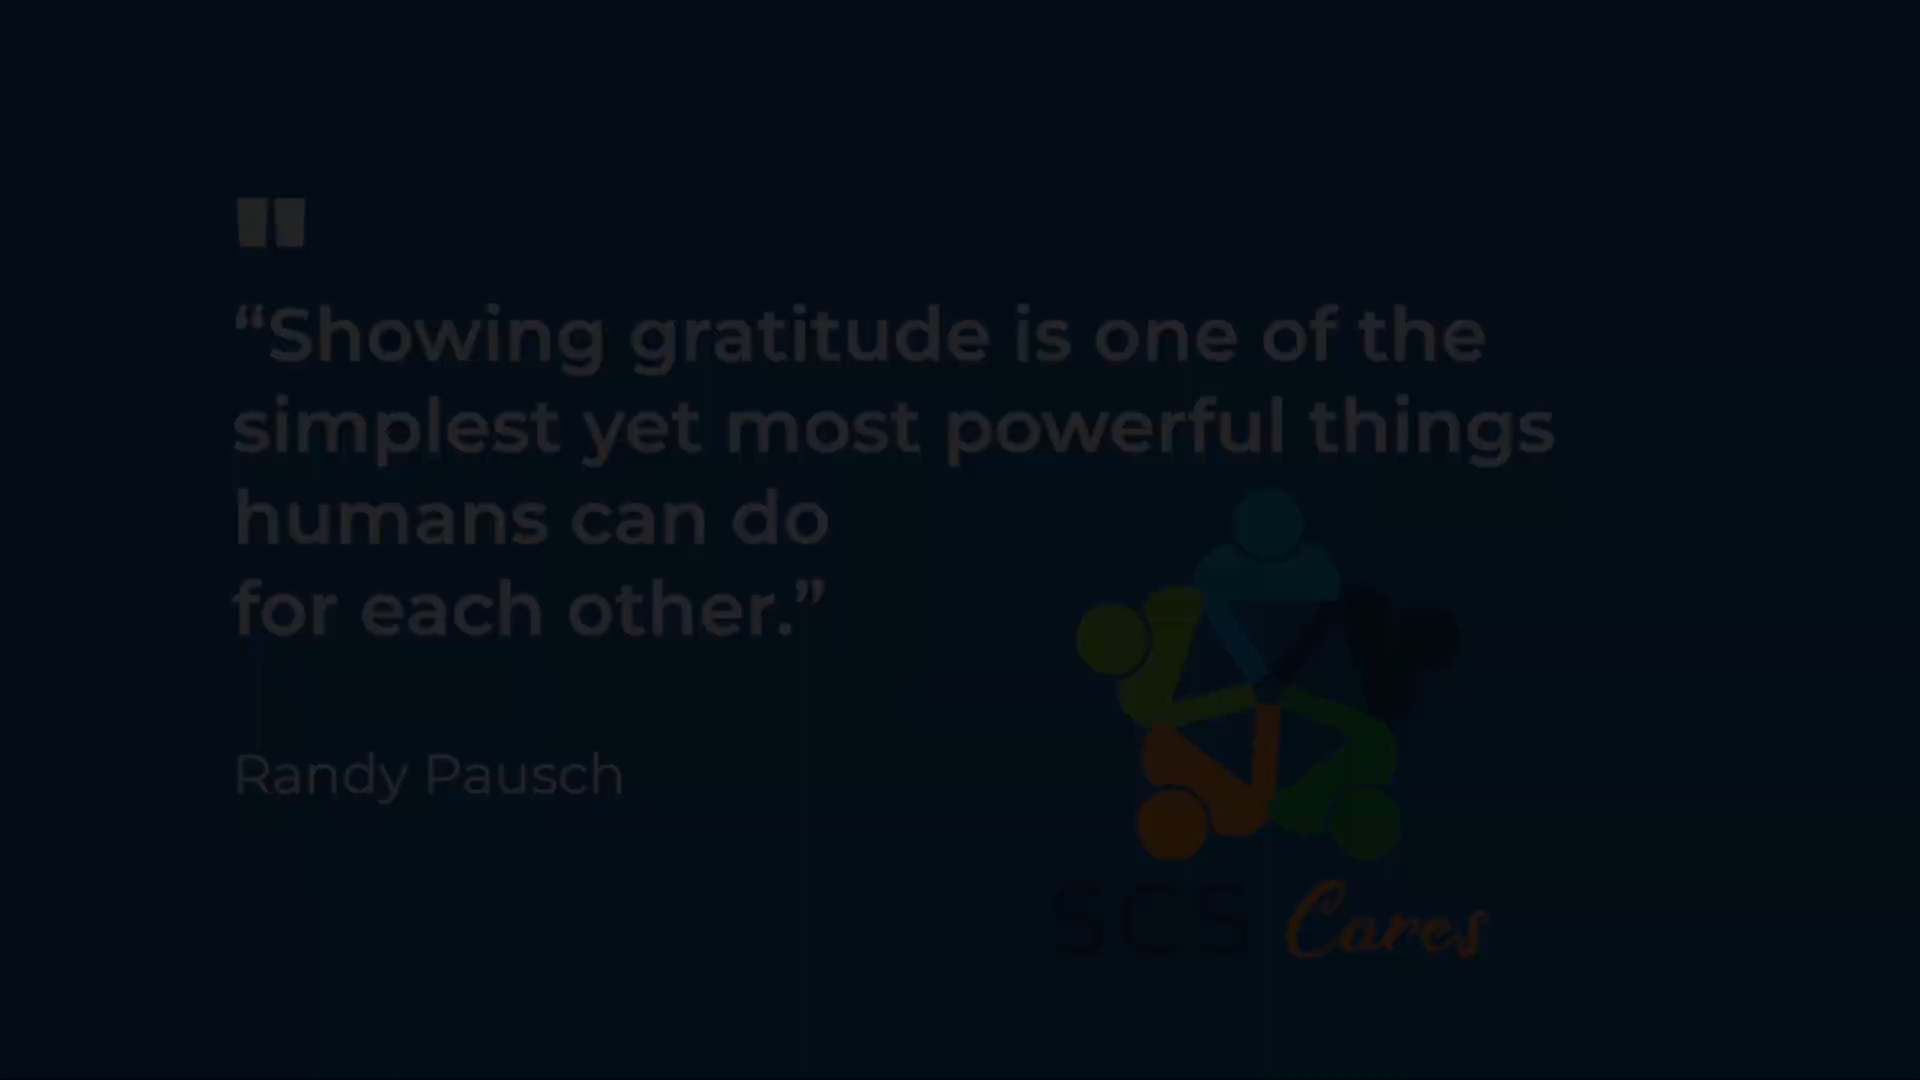 "
“Showing gratitude is one of the
simplest yet most powerful things
humans can do
for each other.”
Randy Pausch
SCS Cares